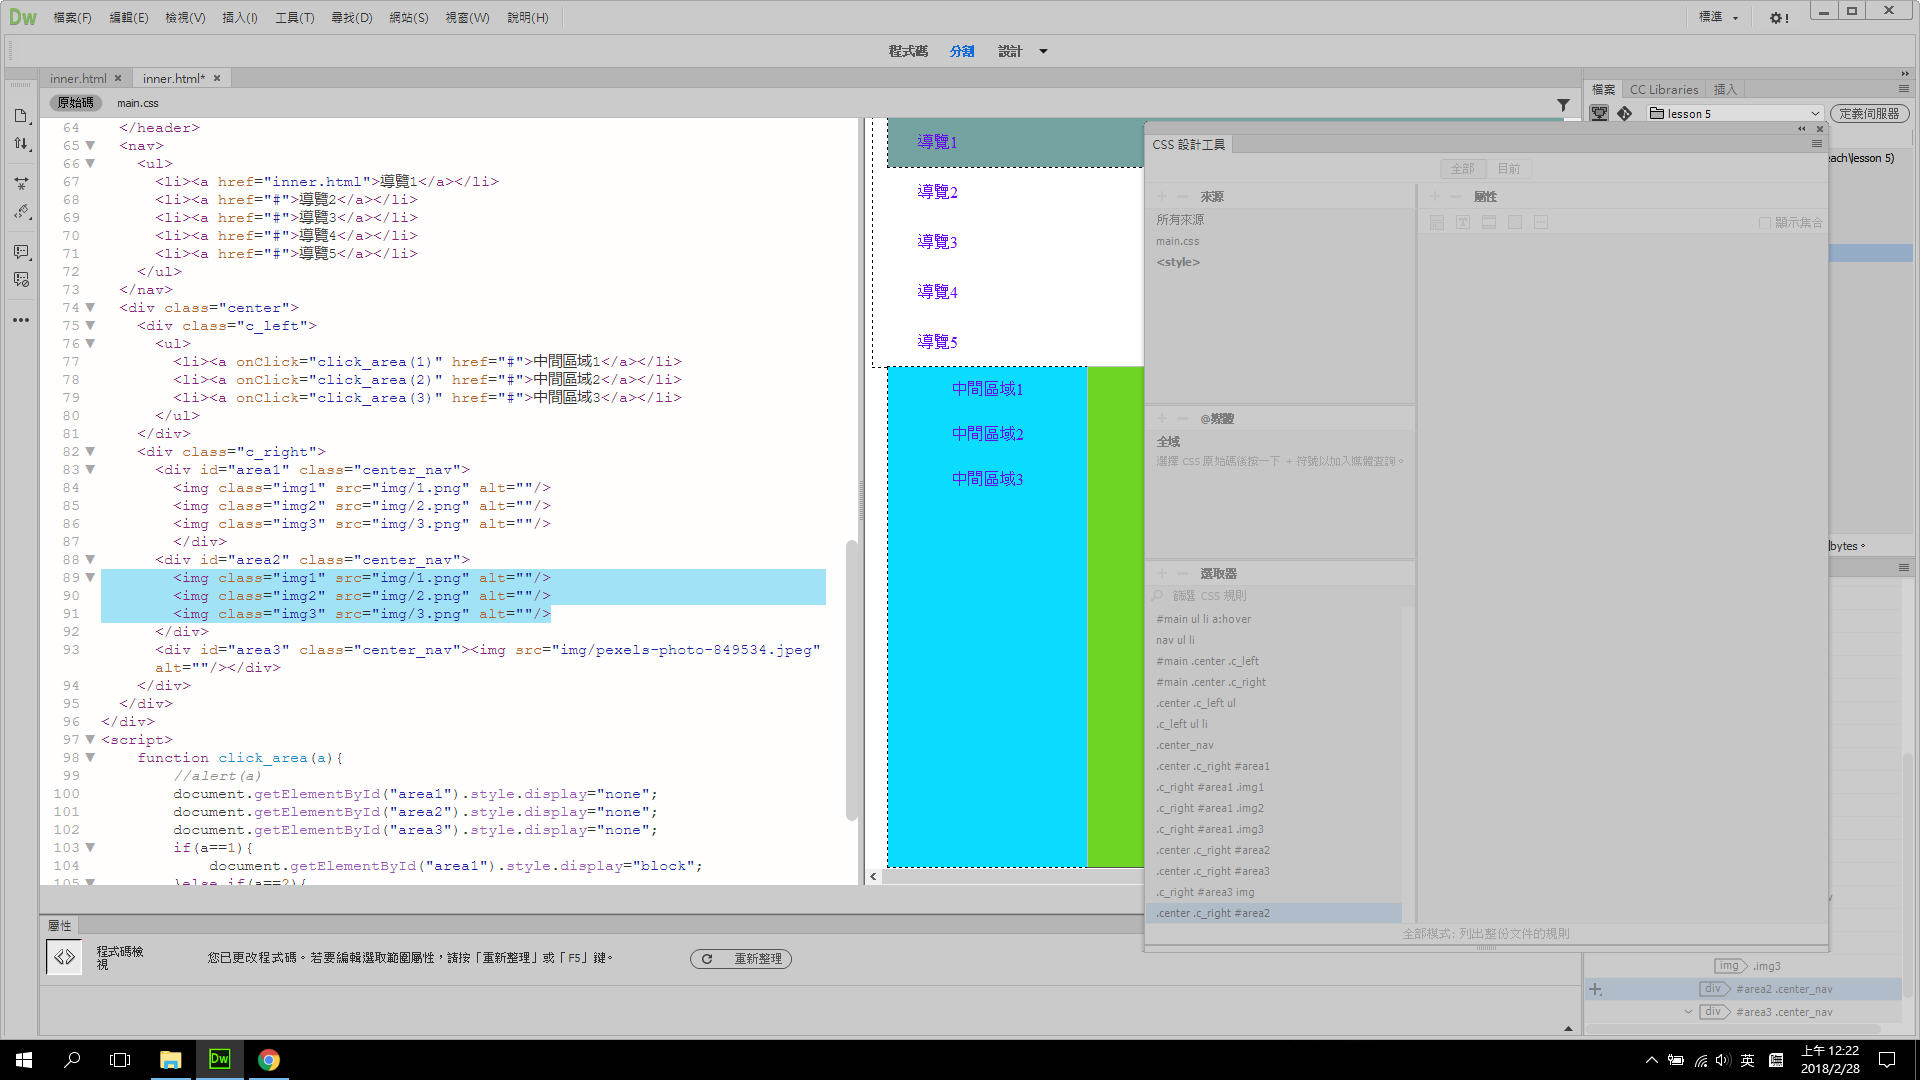 Dw 檔案(F) 編輯(E) 檢視(V) 插入(I) 工具(T) 尋找(D) 網站(S) 視窗(W) 說明(H) 標準
程式碼 分割 設計
inner.html inner.html*
原始碼 main.css
64 </header>
65 <nav>
66 <ul>
67 <li><a href="inner.html">導覽1</a></li>
68 <li><a href="#">導覽2</a></li>
69 <li><a href="#">導覽3</a></li>
70 <li><a href="#">導覽4</a></li>
71 <li><a href="#">導覽5</a></li>
72 </ul>
73 </nav>
74 <div class="center">
75 <div class="c_left">
76 <ul>
77 <li><a onClick="click_area(1)" href="#">中間區域1</a></li>
78 <li><a onClick="click_area(2)" href="#">中間區域2</a></li>
79 <li><a onClick="click_area(3)" href="#">中間區域3</a></li>
80 </ul>
81 </div>
82 <div class="c_right">
83 <div id="area1" class="center_nav">
84 <img class="img1" src="img/1.png" alt=""/>
85 <img class="img2" src="img/2.png" alt=""/>
86 <img class="img3" src="img/3.png" alt=""/>
87 </div>
88 <div id="area2" class="center_nav">
89 <img class="img1" src="img/1.png" alt=""/>
90 <img class="img2" src="img/2.png" alt=""/>
91 <img class="img3" src="img/3.png" alt=""/>
92 </div>
93 <div id="area3" class="center_nav"><img src="img/pexels-photo-849534.jpeg"
alt=""/></div>
94 </div>
95 </div>
96 </div>
97 <script>
98 function click_area(a){
99 //alert(a)
100 document.getElementById("area1").style.display="none";
101 document.getElementById("area2").style.display="none";
102 document.getElementById("area3").style.display="none";
103 if(a==1){
104 document.getElementById("area1").style.display="block";
105 }else if(a==2){
導覽1
導覽2
導覽3
導覽4
導覽5
中間區域1
中間區域2
中間區域3
CSS 設計工具
全部 目前
來源
所有來源
main.css
<style>
@媒體
全域
選擇 CSS 原始碼後按一下 + 符號以加入媒體查詢。
選取器
篩選 CSS 規則
#main ul li a:hover
nav ul li
#main .center .c_left
#main .center .c_right
.center .c_left ul
.c_left ul li
.center_nav
.center .c_right #area1
.c_right #area1 .img1
.c_right #area1 .img2
.c_right #area1 .img3
.center .c_right #area2
.center .c_right #area3
.c_right #area3 img
.center .c_right #area2
屬性
顯示集合
全部模式: 列出整份文件的規則
檔案 CC Libraries 插入
lesson 5 定義伺服器
each\lesson 5)
bytes。
img .img3
div #area2 .center_nav
div #area3 .center_nav
屬性
程式碼檢
視
您已更改程式碼。若要編輯選取範圍屬性，請按「重新整理」或「F5」鍵。
重新整理
Dw
英
上午 12:22
2018/2/28